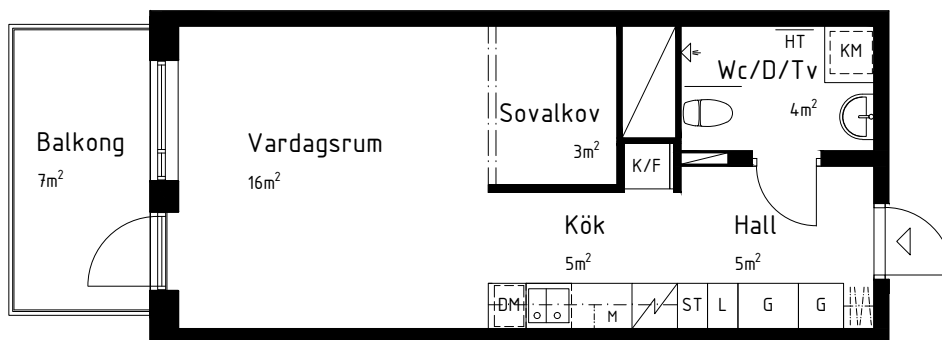 HT
KM
Wc/D/Tv
4m²
Sovalkov
3m²
K/F
Balkong
7m²
Vardagsrum
16m²
Kök
5m²
Hall
5m²
DM
M
ST
L
G
G